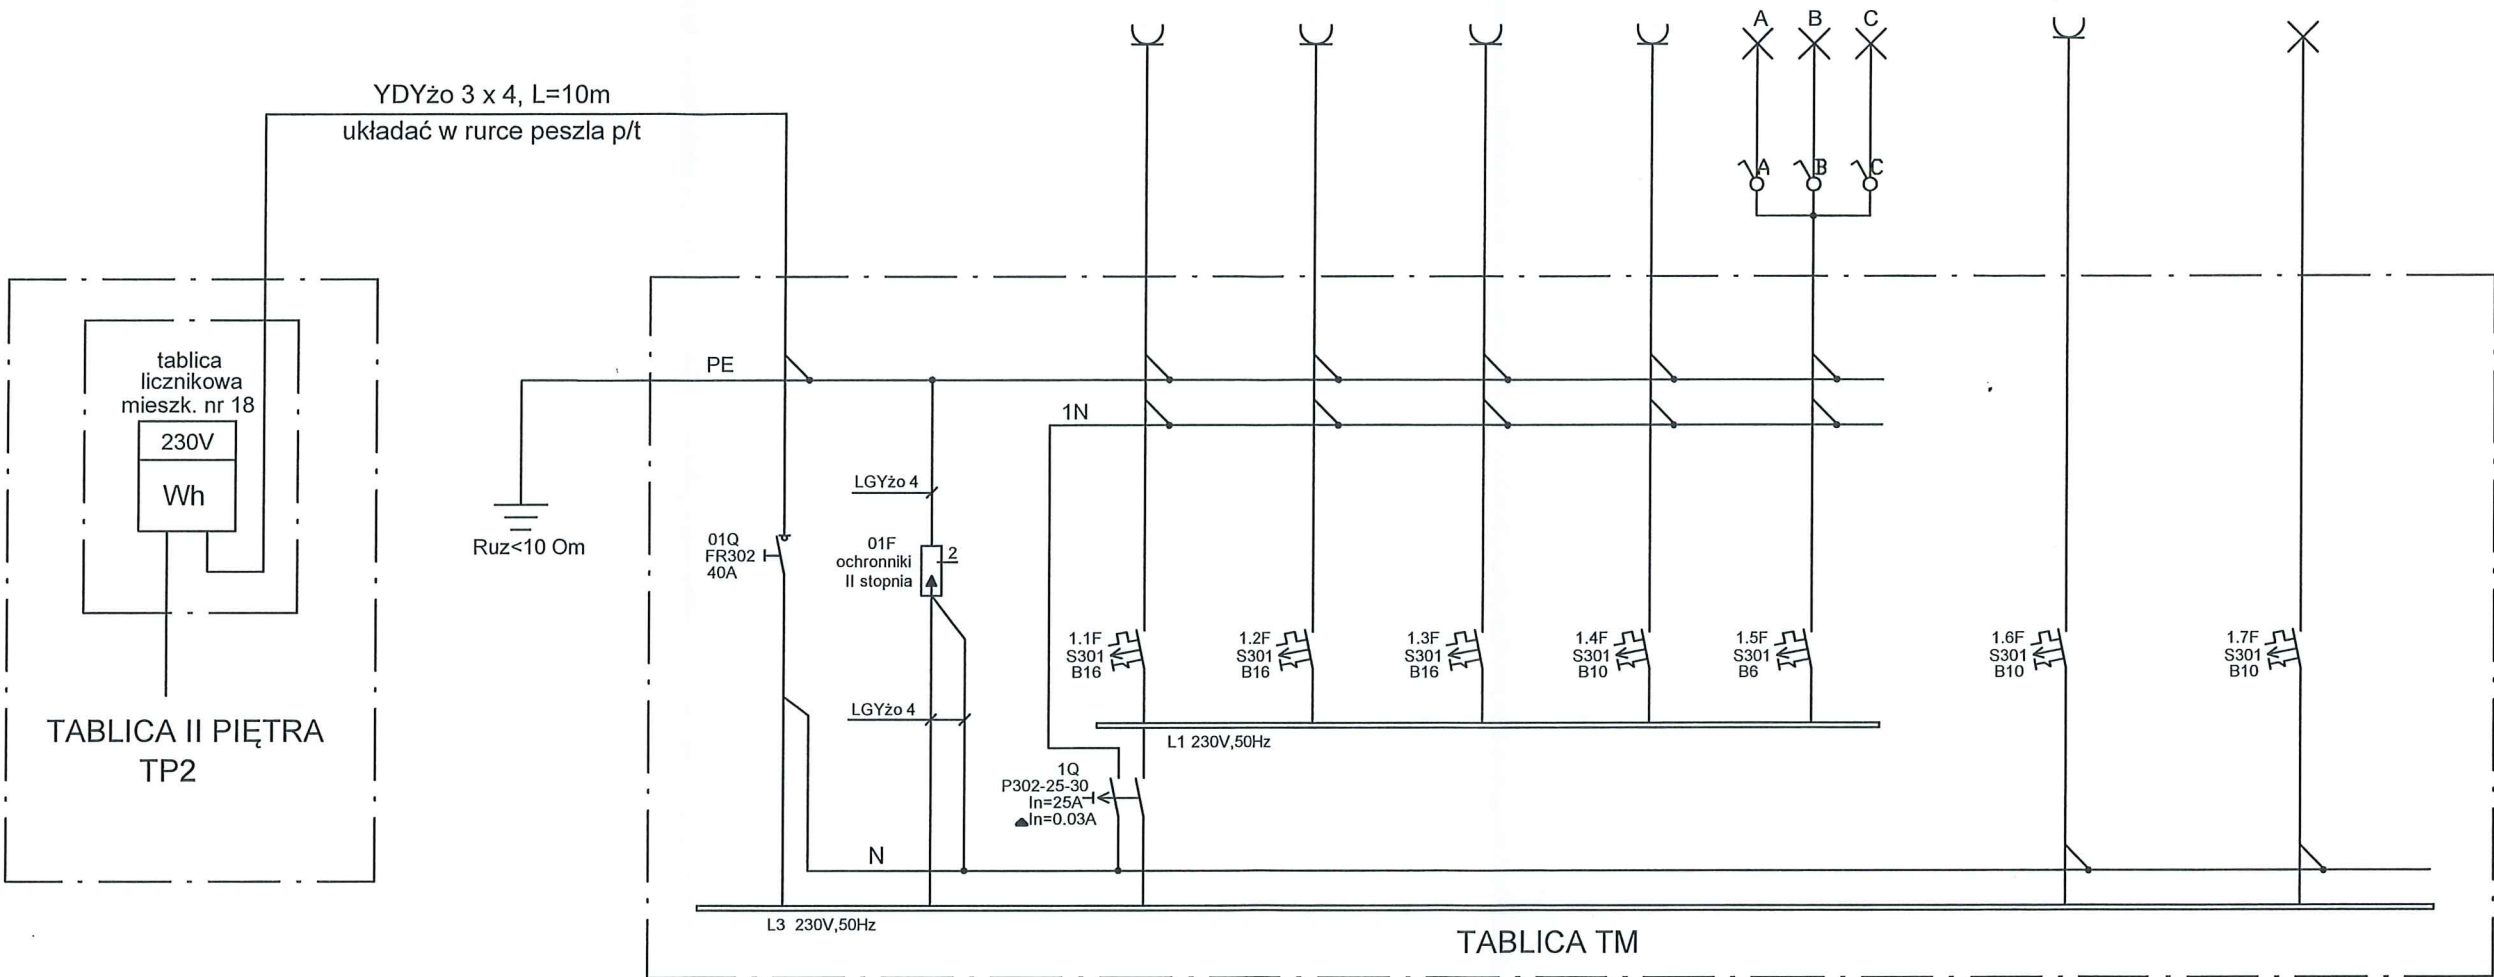 A B C
YDYżo 3 x 4, L=10m
układać w rurce peszla p/t
A B C
tablica
licznikowa
mieszk. nr 18
230V
Wh
TABLICA II PIĘTRA
TP2
PE
1N
Ruz<10 Om
LGYżo 4
01Q
FR302
40A
01F
ochronniki
II stopnia
2
LGYżo 4
1.1F
S301
B16
1.2F
S301
B16
1.3F
S301
B16
1.4F
S301
B10
1.5F
S301
B6
1.6F
S301
B10
1.7F
S301
B10
L1 230V,50Hz
1Q
P302-25-30
In=25A
▲In=0.03A
N
L3 230V,50Hz
TABLICA TM